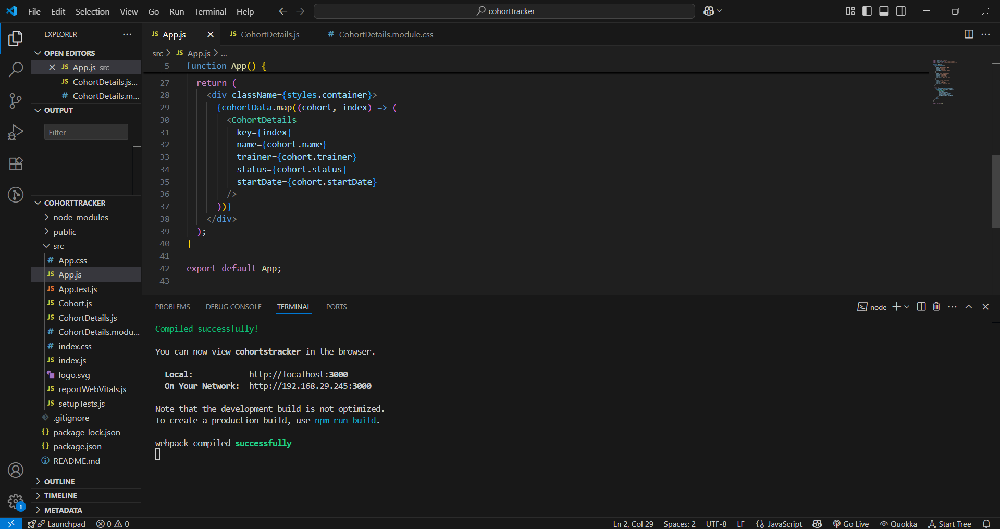 File Edit Selection View Go Run Terminal Help
cohorttracker
EXPLORER
OPEN EDITORS
App.js src
CohortDetails.js...
CohortDetails.m...
OUTPUT
Filter
COHORTTRACKER
node_modules
public
src
App.css
App.js
App.test.js
Cohort.js
CohortDetails.js
CohortDetails.modu...
index.css
index.js
logo.svg
reportWebVitals.js
setupTests.js
.gitignore
package-lock.json
package.json
README.md
OUTLINE
TIMELINE
METADATA
JS App.js
JS CohortDetails.js
# CohortDetails.module.css
src > JS App.js > ...
5 function App() {
27 return (
28 <div className={styles.container}>
29 {cohortData.map((cohort, index) => (
30 <CohortDetails
31 key={index}
32 name={cohort.name}
33 trainer={cohort.trainer}
34 status={cohort.status}
35 startDate={cohort.startDate}
36 />
37 ))}
38 </div>
39 );
40 }
41
42 export default App;
43
PROBLEMS DEBUG CONSOLE TERMINAL PORTS
node
Compiled successfully!
You can now view cohortstracker in the browser.
Local: http://localhost:3000
On Your Network: http://192.168.29.245:3000
Note that the development build is not optimized.
To create a production build, use npm run build.
webpack compiled successfully
1
Launchpad 0 0
Ln 2, Col 29 Spaces: 2 UTF-8 LF {} JavaScript Go Live Quokka Start Tree